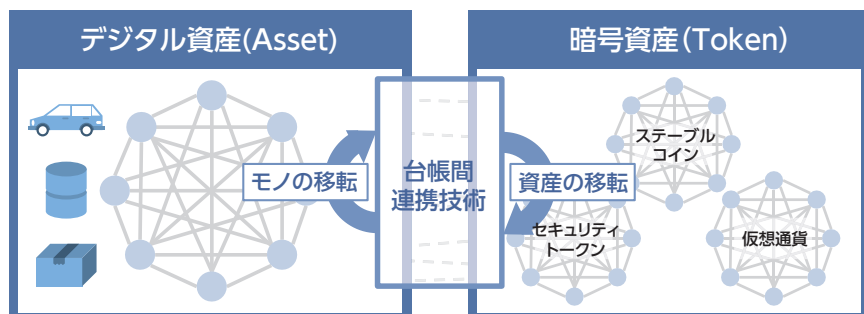 デジタル資産(Asset)
暗号資産(Token)
モノの移転
台帳間
連携技術
資産の移転
ステーブル
コイン
セキュリティ
トークン
仮想通貨